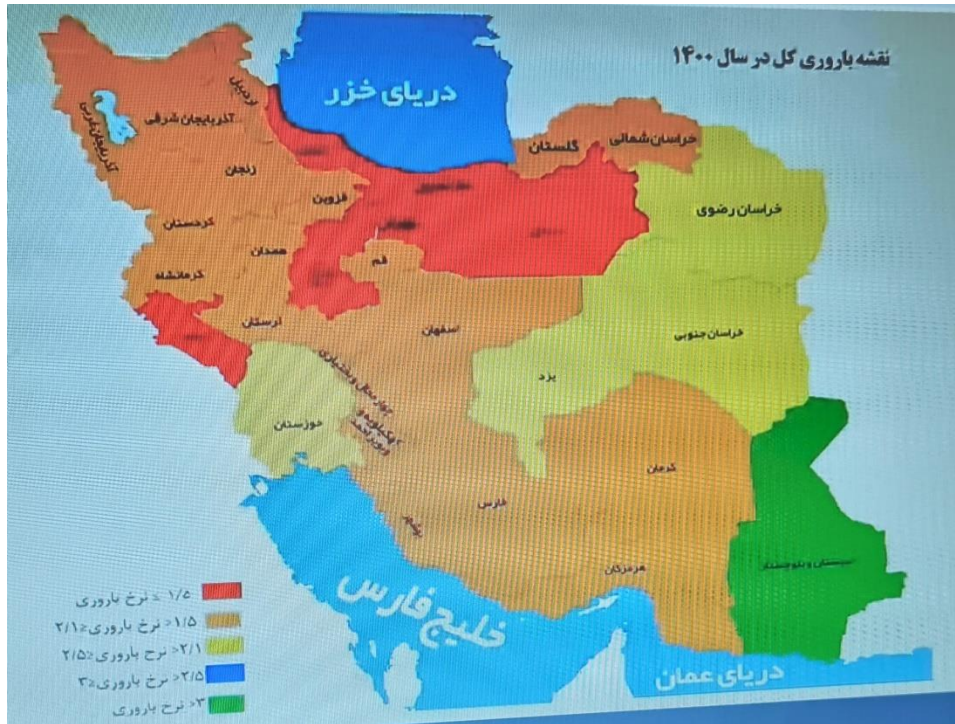 نقشه باروری کل در سال ۱۴۰۰
دریای خزر
اردبیل
آذربایجان شرقی
آذربایجان غربی
زنجان
گلستان
خراسان شمالی
خراسان رضوی
قزوین
کردستان
همدان
قم
کرمانشاه
لرستان
اصفهان
خراسان جنوبی
یزد
چهارمحال و بختیاری
خوزستان
کهگیلویه و
بویراحمد
کرمان
فارس
بوشهر
هرمزگان
سیستان و بلوچستان
خلیج فارس
دریای عمان
۱/۵ ≥ نرخ باروری
۱/۵< نرخ باروری≤۲/۱
۲/۱< نرخ باروری≤۲/۵
۲/۵< نرخ باروری≤۳
۳< نرخ باروری